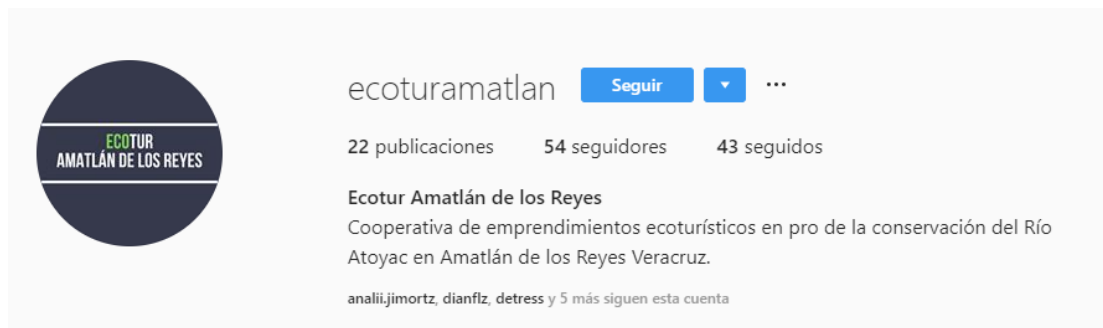 ECOTUR
AMATLÁN DE LOS REYES
ecoturamatlan Seguir ...
22 publicaciones 54 seguidores 43 seguidos
Ecotur Amatlán de los Reyes
Cooperativa de emprendimientos ecoturísticos en pro de la conservación del Río
Atoyac en Amatlán de los Reyes Veracruz.
analii.jimortz, dianflz, detress y 5 más siguen esta cuenta